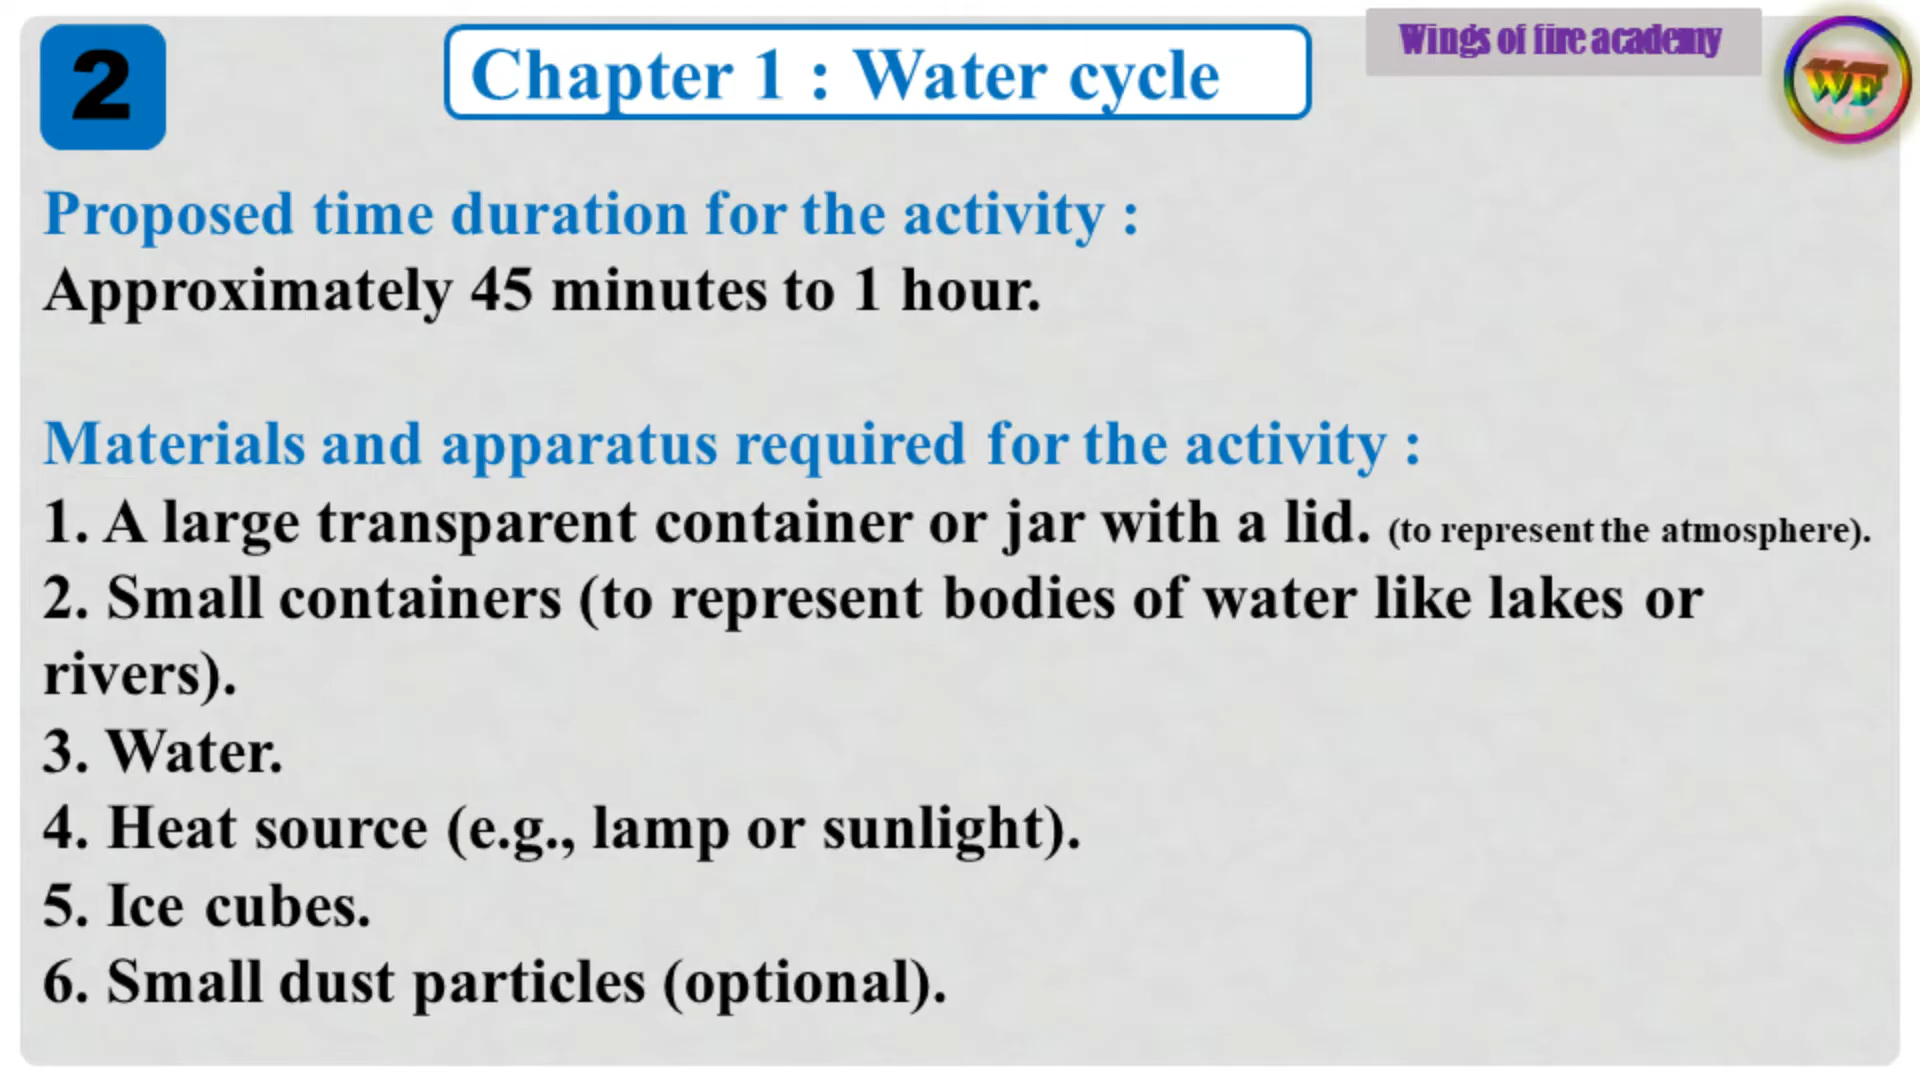 2
Chapter 1 : Water cycle
Wings of fire academy
WF
Proposed time duration for the activity :
Approximately 45 minutes to 1 hour.
Materials and apparatus required for the activity :
1. A large transparent container or jar with a lid. (to represent the atmosphere).
2. Small containers (to represent bodies of water like lakes or
rivers).
3. Water.
4. Heat source (e.g., lamp or sunlight).
5. Ice cubes.
6. Small dust particles (optional).